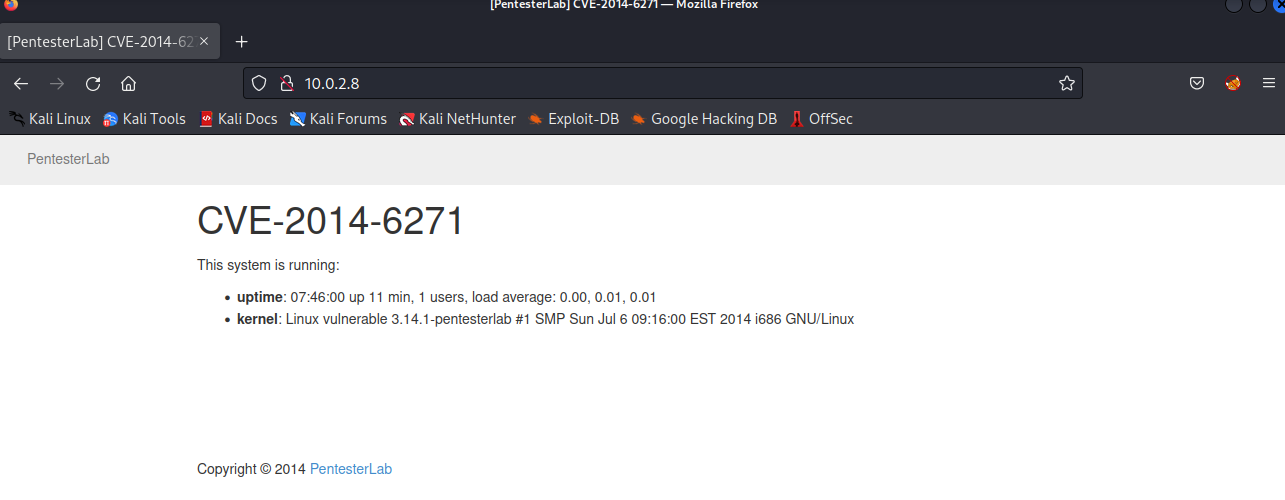 [PentesterLab] CVE-2014-6271 — Mozilla Firefox
[PentesterLab] CVE-2014-62
10.0.2.8
Kali Linux Kali Tools Kali Docs Kali Forums Kali NetHunter Exploit-DB Google Hacking DB OffSec
PentesterLab
CVE-2014-6271
This system is running:
• uptime: 07:46:00 up 11 min, 1 users, load average: 0.00, 0.01, 0.01
• kernel: Linux vulnerable 3.14.1-pentesterlab #1 SMP Sun Jul 6 09:16:00 EST 2014 i686 GNU/Linux
Copyright © 2014 PentesterLab